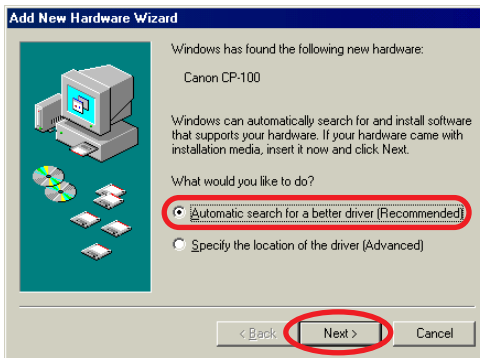 Add New Hardware Wizard
Windows has found the following new hardware:
Canon CP-100
Windows can automatically search for and install software
that supports your hardware. If your hardware came with
installation media, insert it now and click Next.
What would you like to do?
Automatic search for a better driver (Recommended)
Specify the location of the driver (Advanced)
< Back
Next >
Cancel